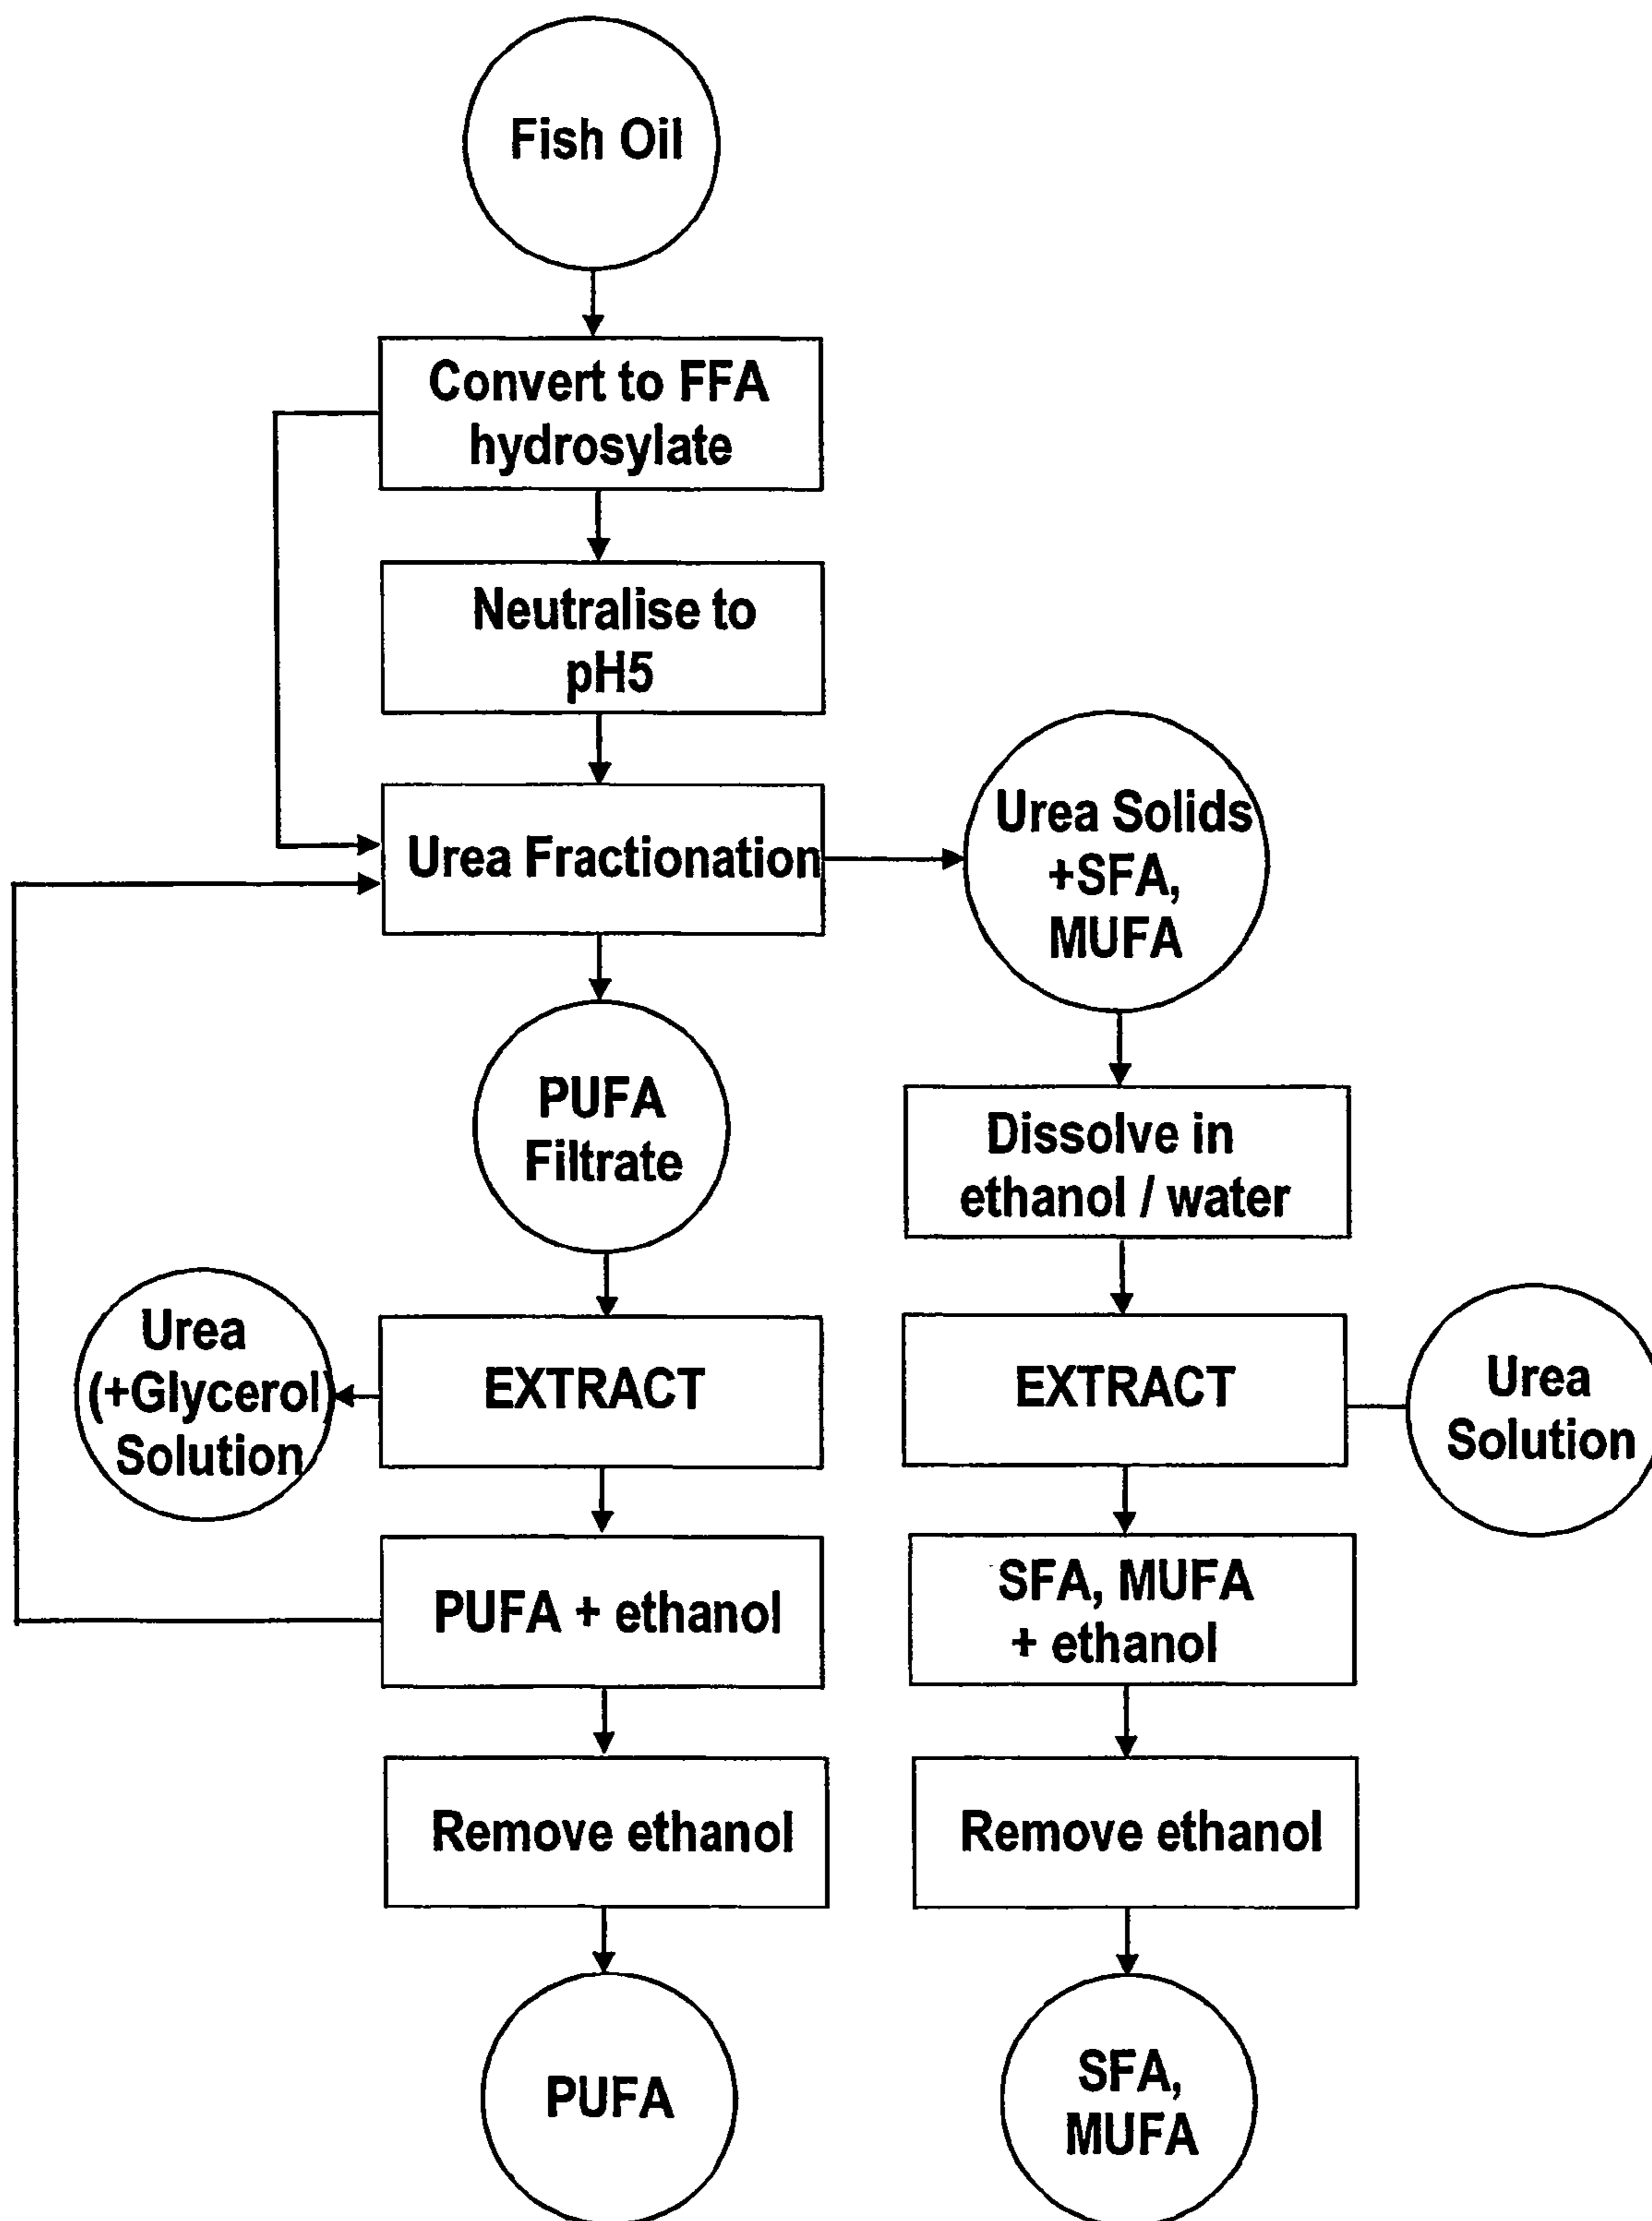 Fish Oil
Convert to FFA
hydrosylate
Neutralise to
pH5
Urea Fractionation
Urea Solids
+SFA,
MUFA
PUFA
Filtrate
Dissolve in
ethanol / water
Urea
(+Glycerol)
Solution
EXTRACT
EXTRACT
Urea
Solution
PUFA + ethanol
SFA, MUFA
+ ethanol
Remove ethanol
Remove ethanol
PUFA
SFA,
MUFA